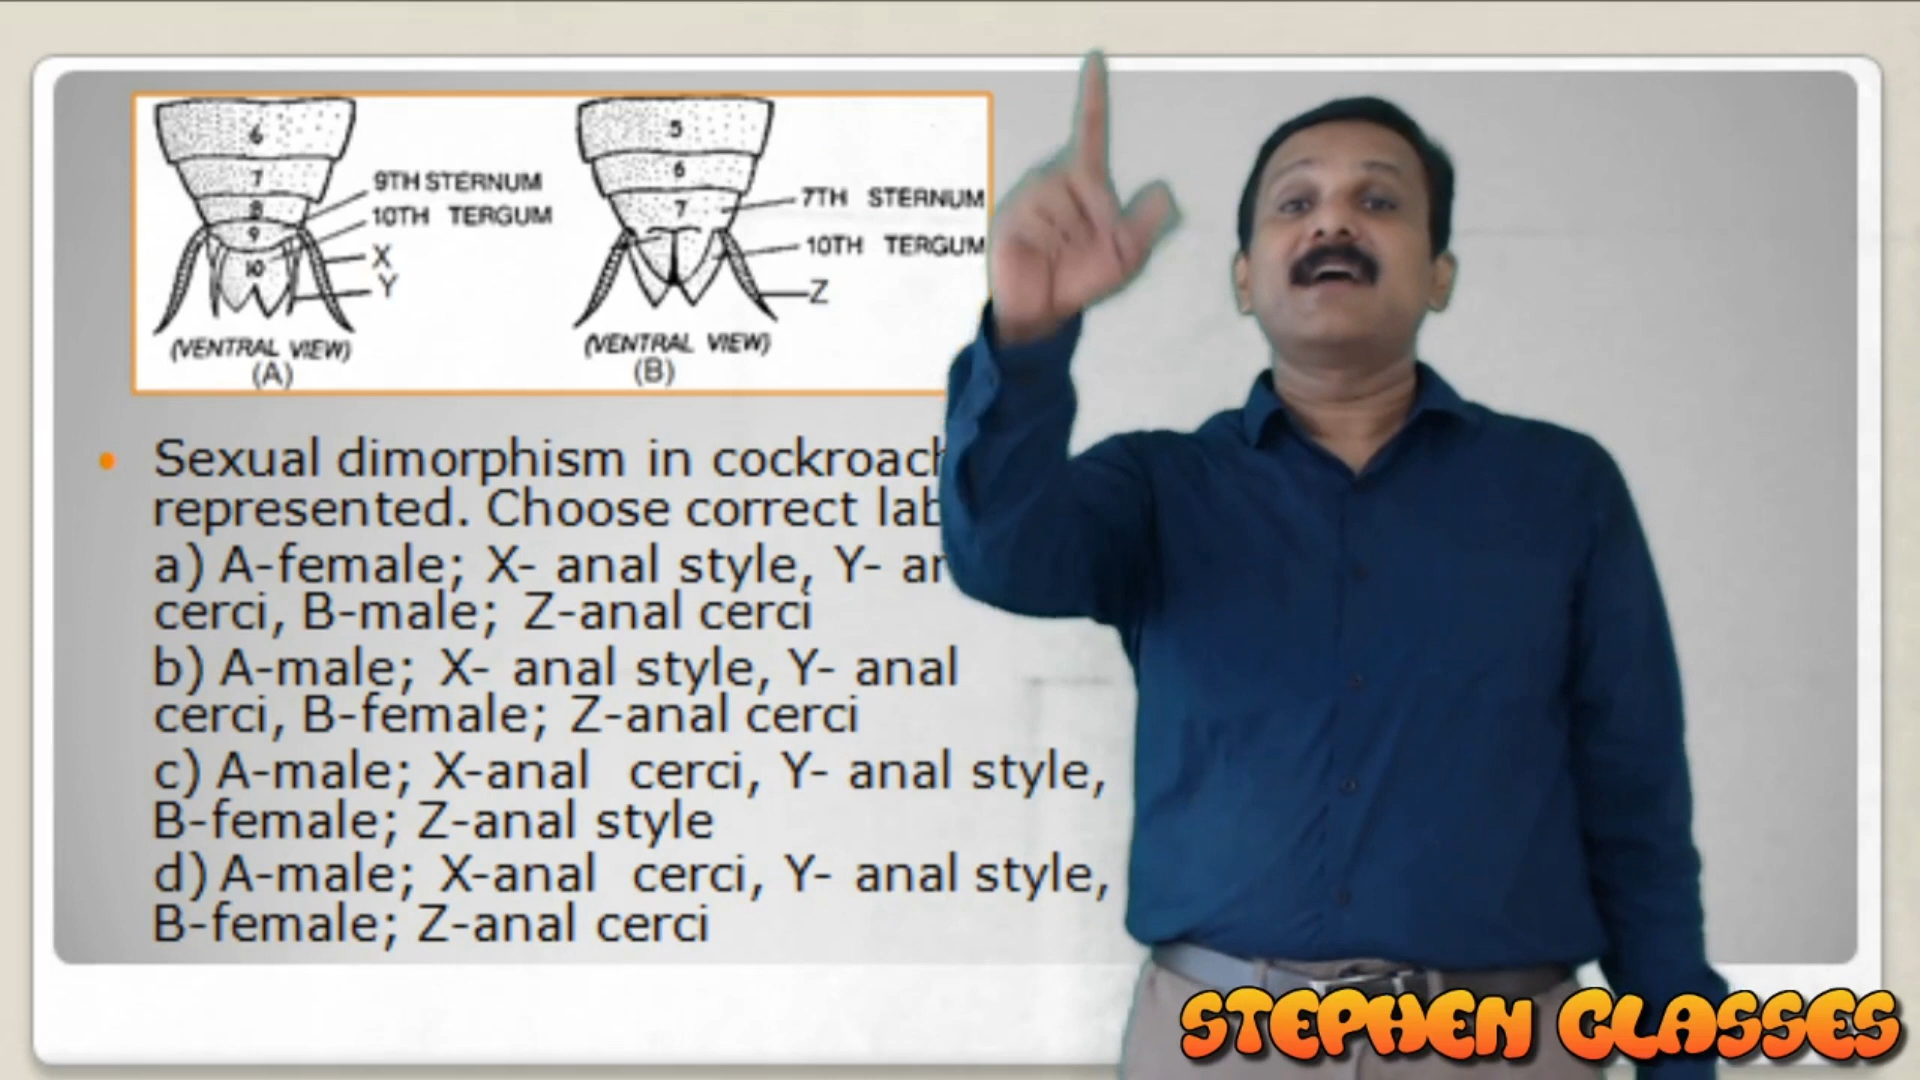 6
7
8
9
10
9TH STERNUM
10TH TERGUM
X
Y
(VENTRAL VIEW)
(A)
5
6
7
7TH STERNUM
10TH TERGUM
Z
(VENTRAL VIEW)
(B)
Sexual dimorphism in
represented. Choose correct
a) A-female; X- anal style, Y-
cerci, B-male; Z-anal cerci
b) A-male; X- anal style, Y- anal
cerci, B-female; Z-anal cerci
c) A-male; X-anal cerci, Y- anal style,
B-female; Z-anal style
d) A-male; X-anal cerci, Y- anal style,
B-female; Z-anal cerci
STEPHEN CLASSES